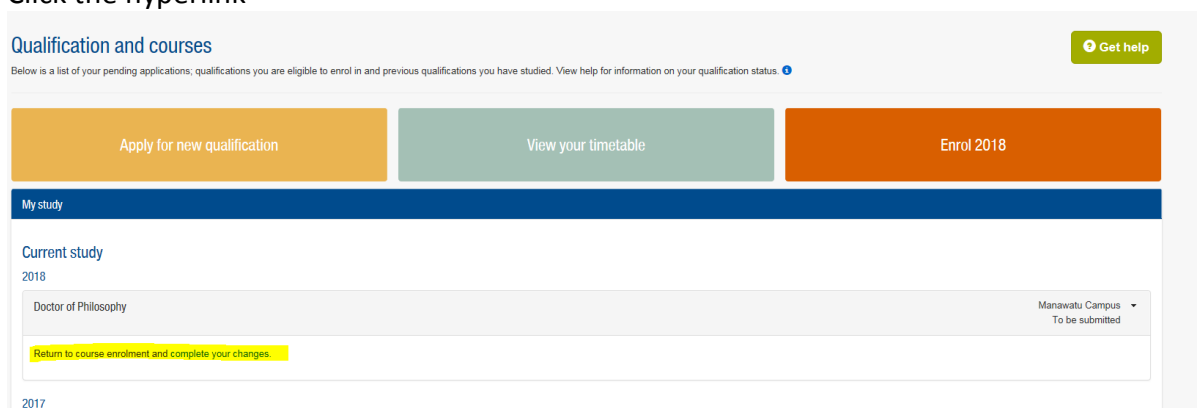 Click the hyperlink
Qualification and courses
Get help
Below is a list of your pending applications; qualifications you are eligible to enrol in and previous qualifications you have studied. View help for information on your qualification status.
Apply for new qualification
View your timetable
Enrol 2018
My study
Current study
2018
Doctor of Philosophy
Manawatu Campus
To be submitted
Return to course enrolment and complete your changes.
2017